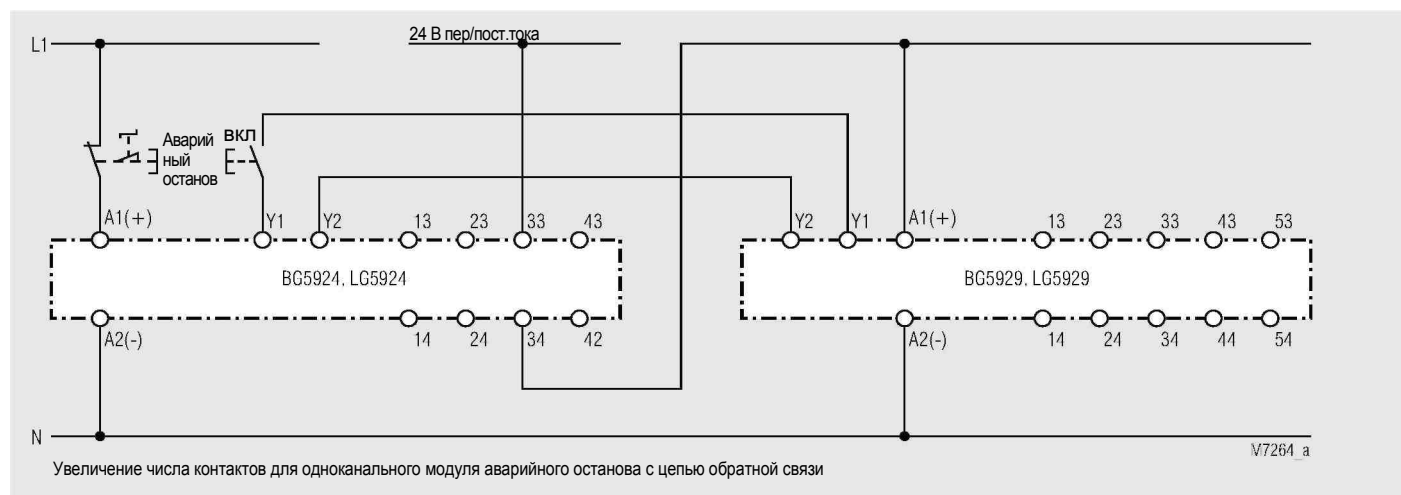 24 В пер/пост.тока
L1
Аварий
ный
останов
ВКЛ
A1(+) Y1 Y2 13 23 33 43
BG5924, LG5924
A2(-) 14 24 34 42
Y2 Y1 A1(+) 13 23 33 43 53
BG5929, LG5929
A2(-) 14 24 34 44 54
N
M7264_a
Увеличение числа контактов для одноканального модуля аварийного останова с цепью обратной связи